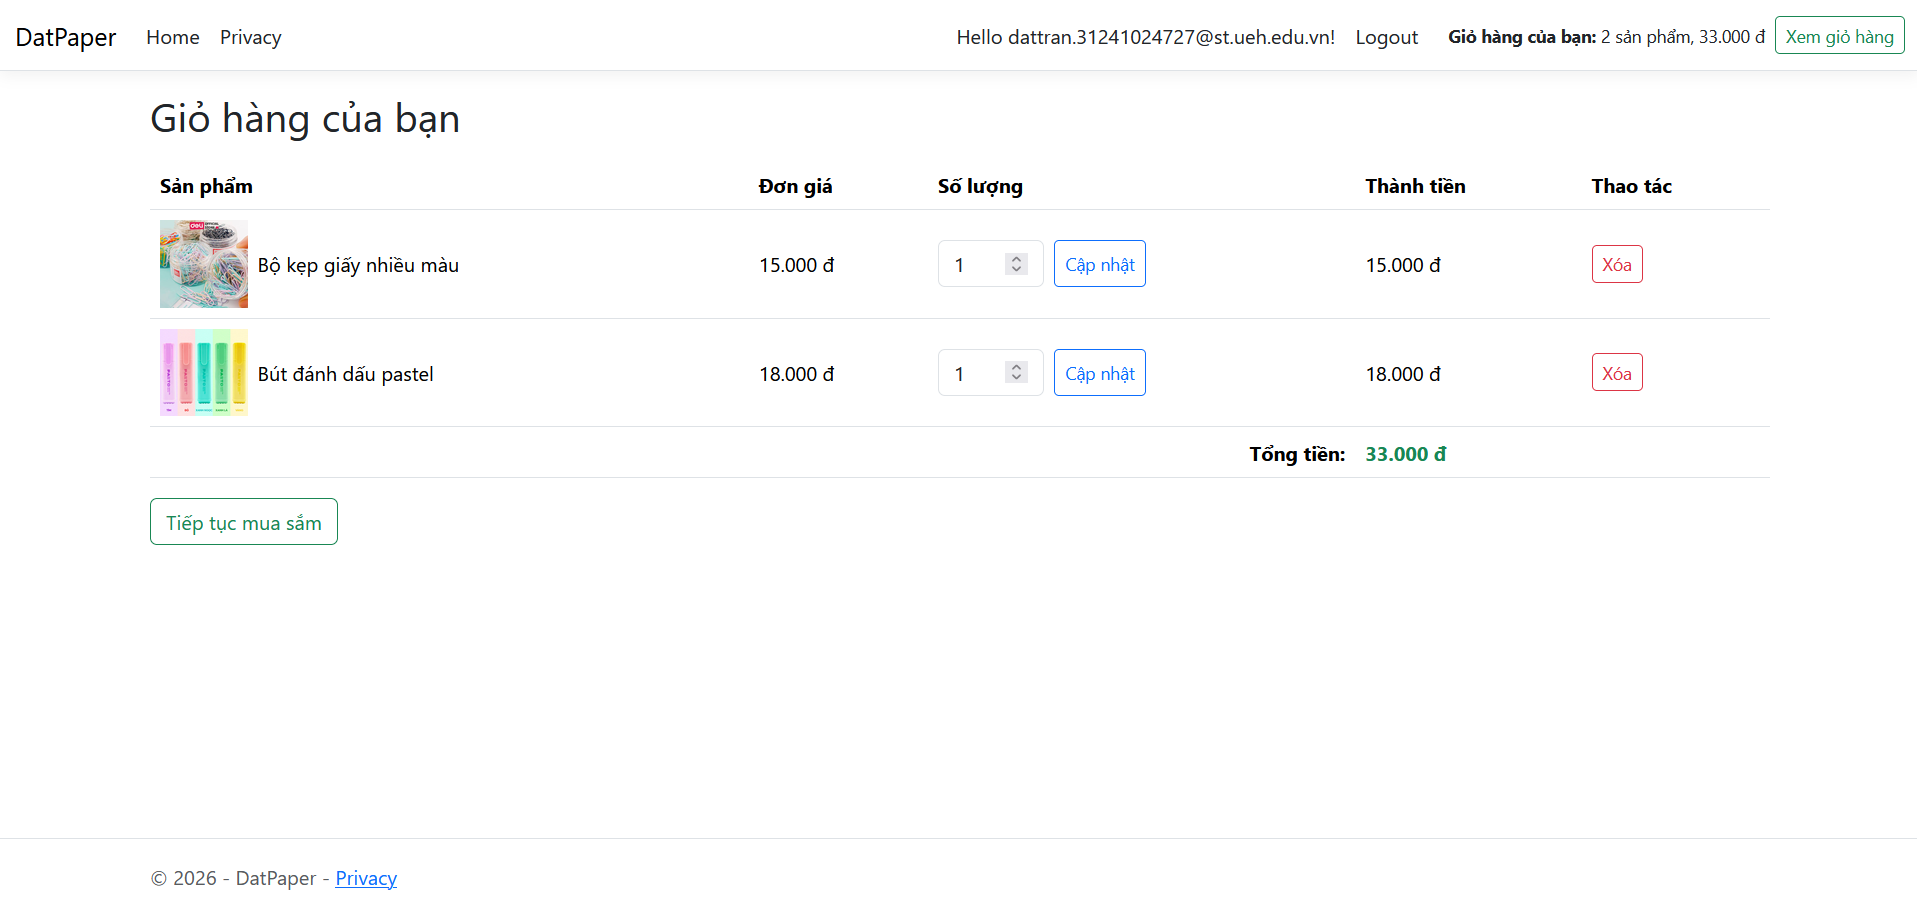 DatPaper Home Privacy Hello dattran.31241024727@st.ueh.edu.vn! Logout Giỏ hàng của bạn: 2 sản phẩm, 33.000 đ Xem giỏ hàng
Giỏ hàng của bạn
Sản phẩm Đơn giá Số lượng Thành tiền Thao tác
deli
Bộ kẹp giấy nhiều màu 15.000 đ 1 Cập nhật 15.000 đ Xóa
Bút đánh dấu pastel 18.000 đ 1 Cập nhật 18.000 đ Xóa
Tổng tiền: 33.000 đ
Tiếp tục mua sắm
© 2026 - DatPaper - Privacy